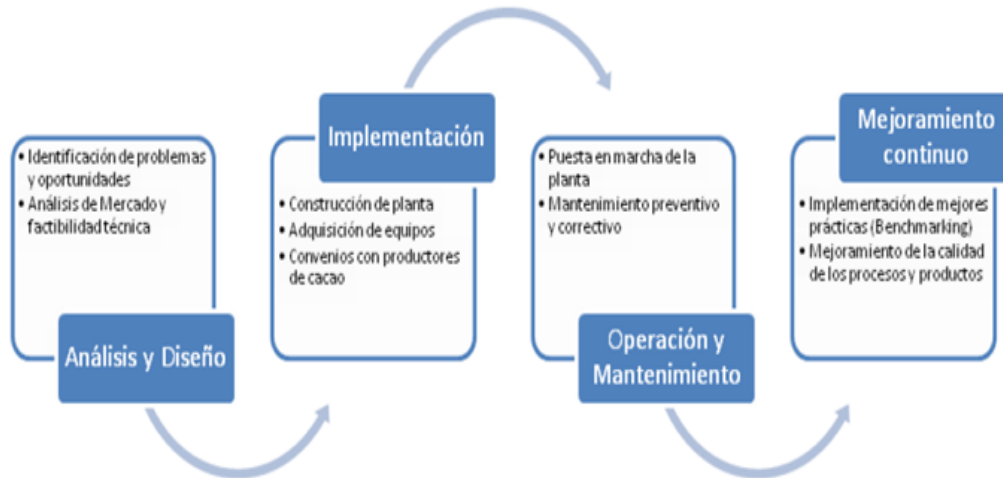 • Identificación de problemas
y oportunidades
• Análisis de Mercado y
factibilidad técnica
Análisis y Diseño
Implementación
• Construcción de planta
• Adquisición de equipos
• Convenios con productores
de cacao
• Puesta en marcha de la
planta
• Mantenimiento preventivo
y correctivo
Operación y
Mantenimiento
Mejoramiento
continuo
• Implementación de mejores
prácticas (Benchmarking)
• Mejoramiento de la calidad
de los procesos y productos